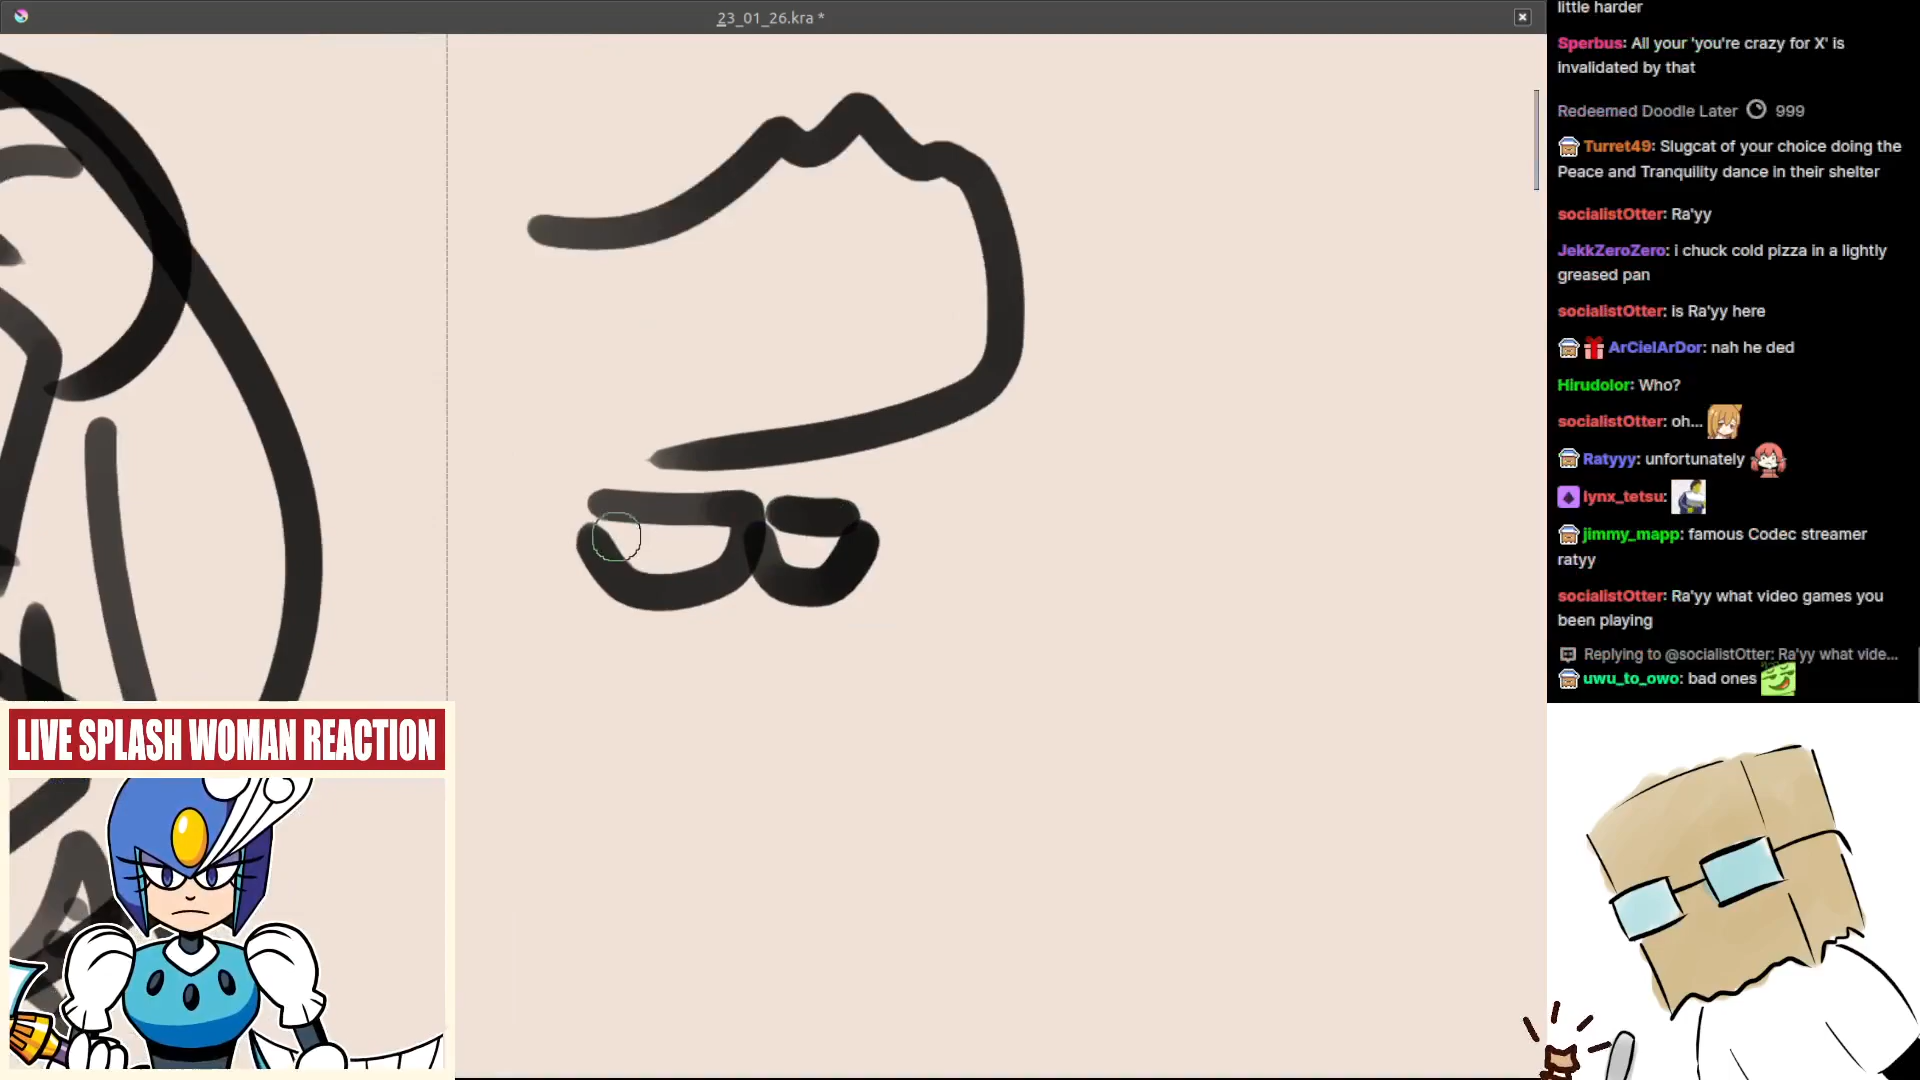 23_01_26.kra *
little harder
Sperbus: All your 'you're crazy for X' is
invalidated by that
Redeemed Doodle Later 999
Turret49: Slugcat of your choice doing the
Peace and Tranquility dance in their shelter
socialistOtter: Ra'yy
JekkZeroZero: i chuck cold pizza in a lightly
greased pan
socialistOtter: is Ra'yy here
ArCielArDor: nah he ded
Hirudolor: Who?
socialistOtter: oh...
Ratyyy: unfortunately
lynx_tetsu:
jimmy_mapp: famous Codec streamer
ratyy
socialistOtter: Ra'yy what video games you
been playing
Replying to @socialistOtter: Ra'yy what vide...
uwu_to_owo: bad ones
LIVE SPLASH WOMAN REACTION